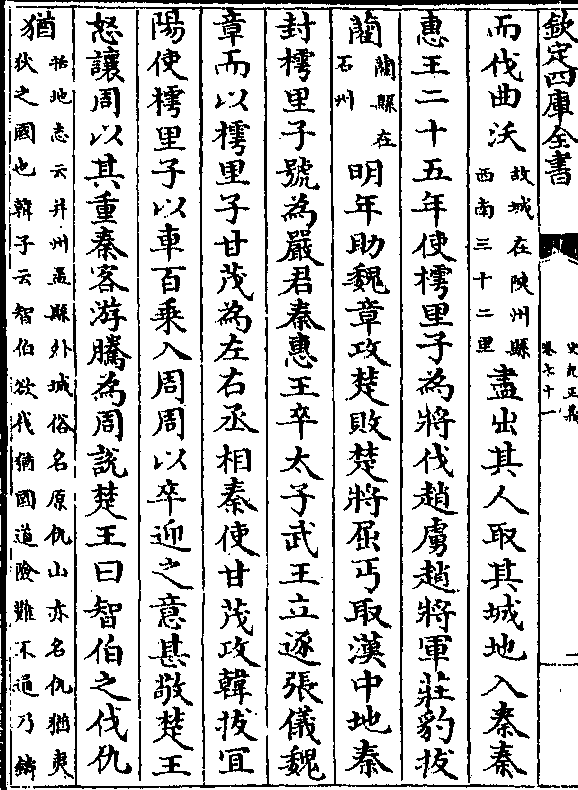 欽定四庫全書
史記正義
卷七十一
而伐曲沃
故城在陜州縣
西南三十二里
盡出其人取其城地入秦秦
惠王二十五年使樗里子為將伐趙虜趙將軍莊豹拔
藺
藺縣在
石州
明年助魏章攻楚敗楚將屈丐取漢中地秦
封樗里子號為嚴君秦惠王卒太子武王立逐張儀魏
章而以樗里子甘茂為左右丞相秦使甘茂攻韓拔宜
陽使樗里子以車百乗入周周以卒迎之意甚敬楚王
怒讓周以其重秦客游騰為周說楚王曰智伯之伐仇
猶
括地志云并州盂縣外城俗名原仇山亦名仇猶夷
狄之國也韓子云智伯欲伐猶國道險難不通乃鑄